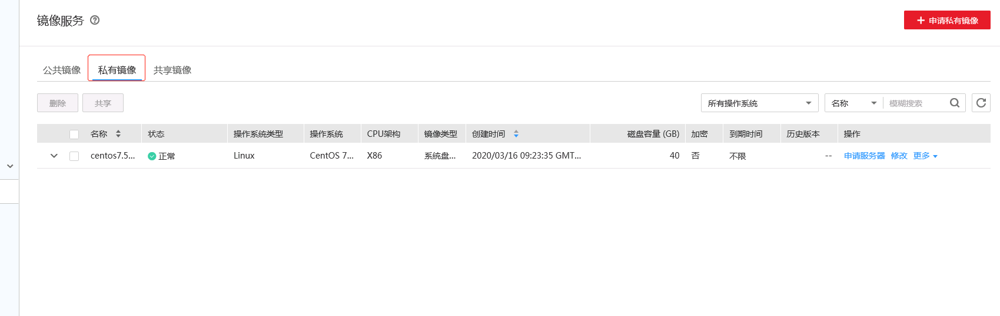 镜像服务 ?
+ 申请私有镜像
公共镜像 私有镜像 共享镜像
删除 共享 所有操作系统 名称 模糊搜索
名称 状态 操作系统类型 操作系统 CPU架构 镜像类型 创建时间 磁盘容量 (GB) 加密 到期时间 历史版本 操作
centos7.5... 正常 Linux CentOS 7... X86 系统盘... 2020/03/16 09:23:35 GMT... 40 否 不限 -- 申请服务器 修改 更多